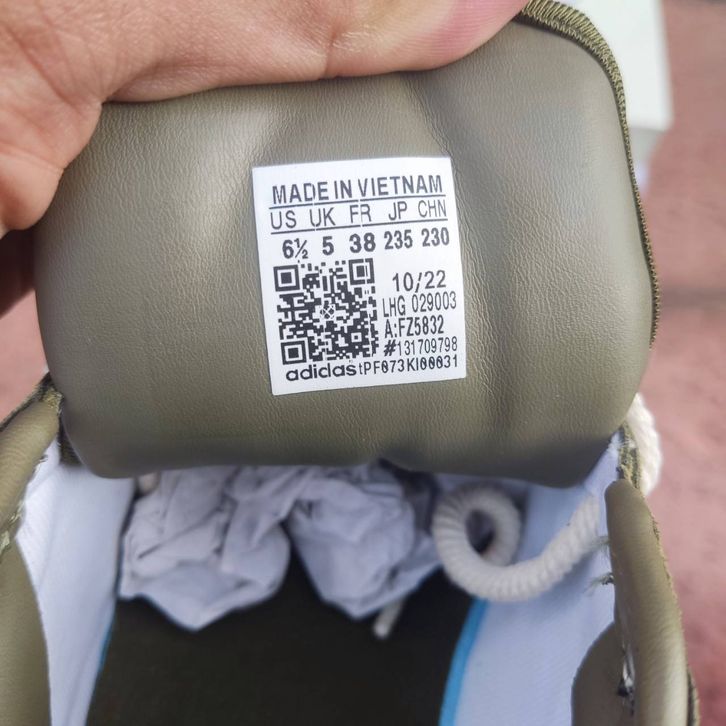 MADE IN VIETNAM
US UK FR JP CHN
6½ 5 38 235 230
10/22
LHG 029003
A:FZ5832
#131709798
adidas tPF073KI00031